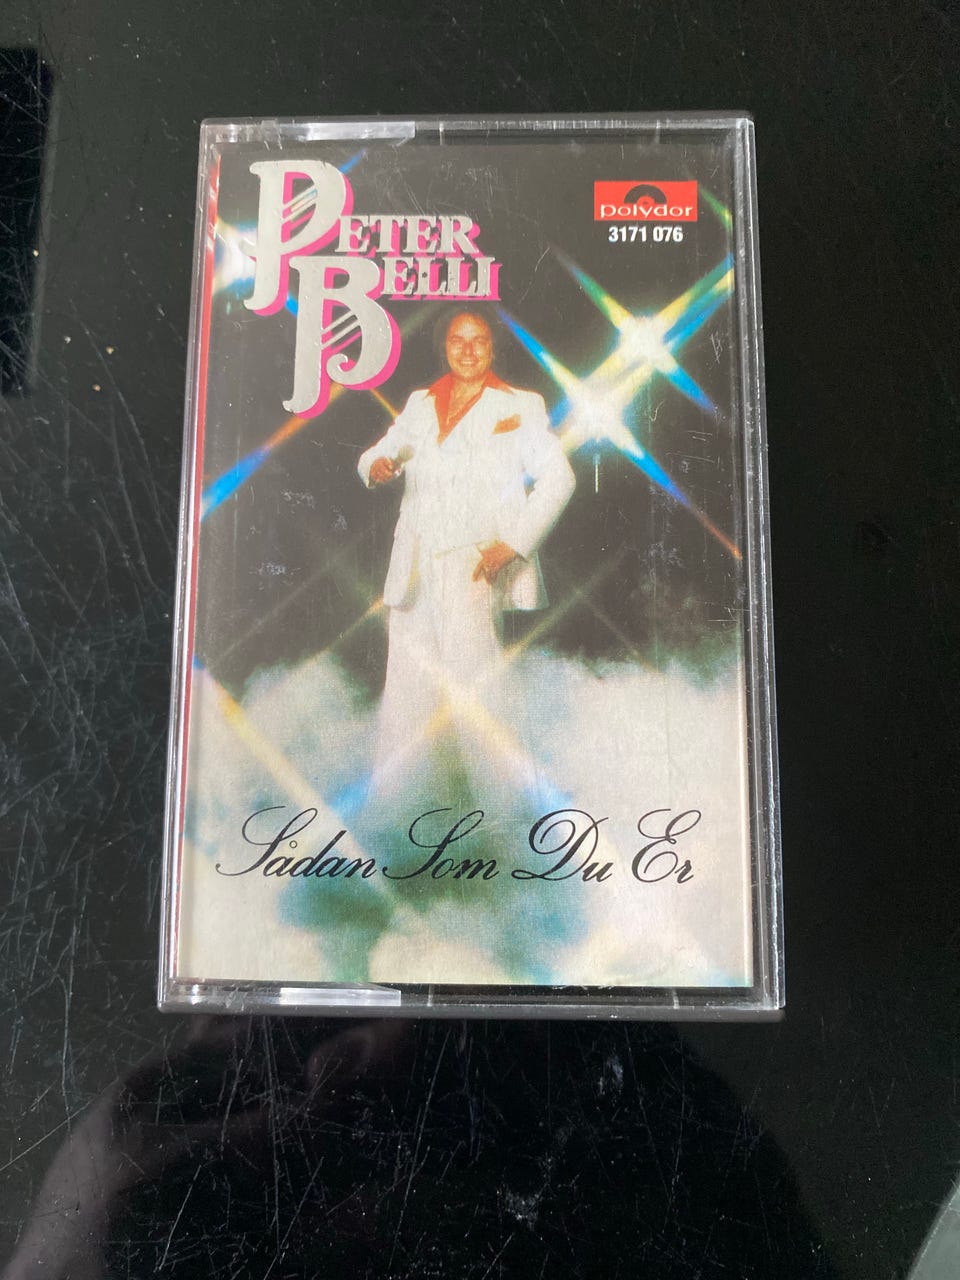 PETER
BELLI
polydor
3171 076
Sådan Som Du Er